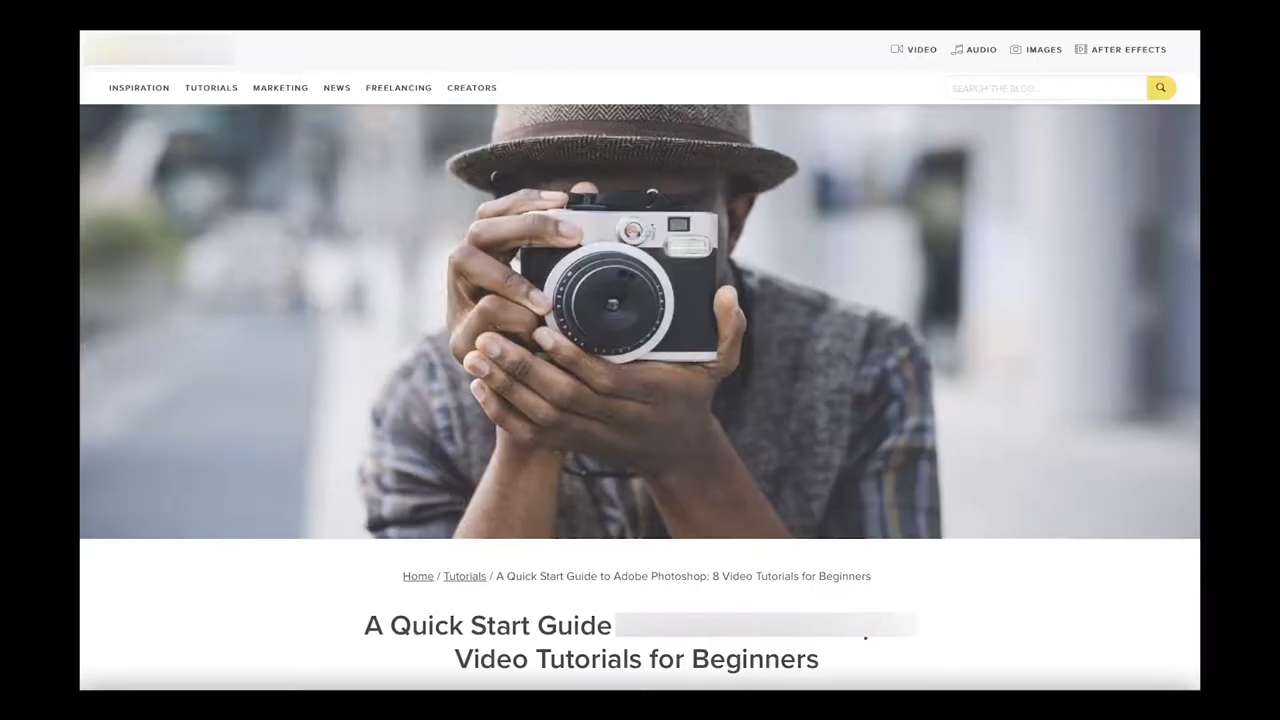 VIDEO AUDIO IMAGES AFTER EFFECTS
INSPIRATION TUTORIALS MARKETING NEWS FREELANCING CREATORS
SEARCH THE BLOG...
Home / Tutorials / A Quick Start Guide to Adobe Photoshop: 8 Video Tutorials for Beginners
A Quick Start Guide
Video Tutorials for Beginners